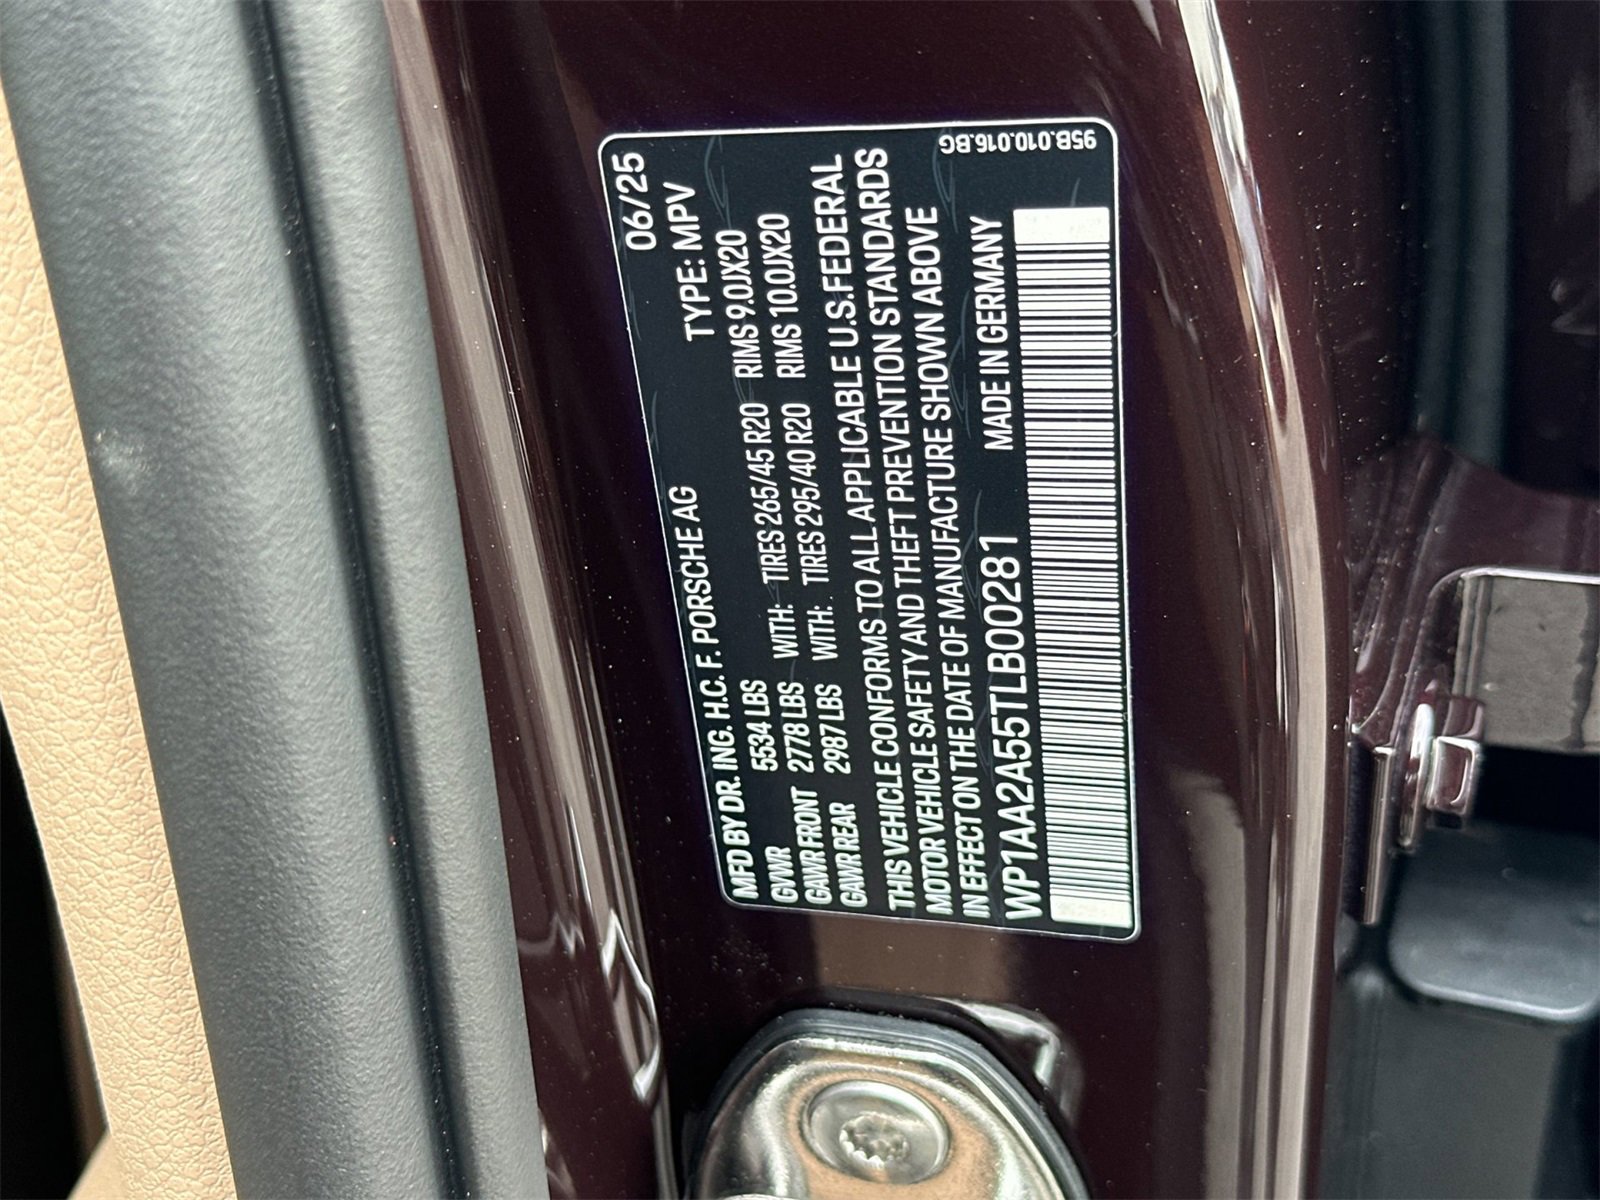 06/25
MFD BY DR. ING. H.C. F. PORSCHE AG TYPE: MPV
GVWR 5534 LBS
GAWR FRONT 2778 LBS WITH: TIRES 265/45 R20 RIMS 9.0JX20
GAWR REAR 2987 LBS WITH: TIRES 295/40 R20 RIMS 10.0JX20
THIS VEHICLE CONFORMS TO ALL APPLICABLE U.S.FEDERAL
MOTOR VEHICLE SAFETY AND THEFT PREVENTION STANDARDS
IN EFFECT ON THE DATE OF MANUFACTURE SHOWN ABOVE
WP1AA2A55TLB00281 MADE IN GERMANY
95B.010.016.BG